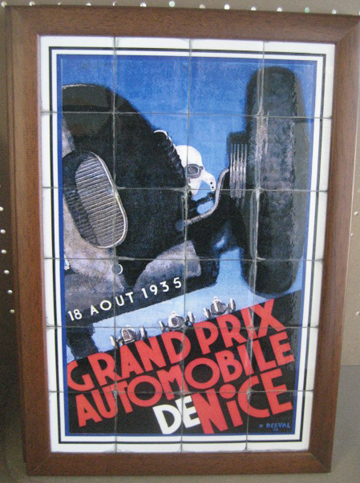 18 AOUT 1935
GRAND PRIX
AUTOMOBILE
DE NiCE